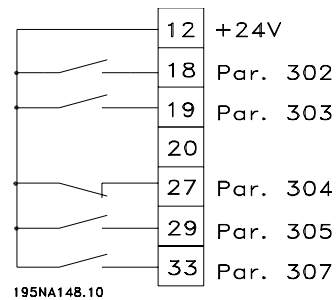 12 +24V
18 Par. 302
19 Par. 303
20
27 Par. 304
29 Par. 305
33 Par. 307
195NA148.10